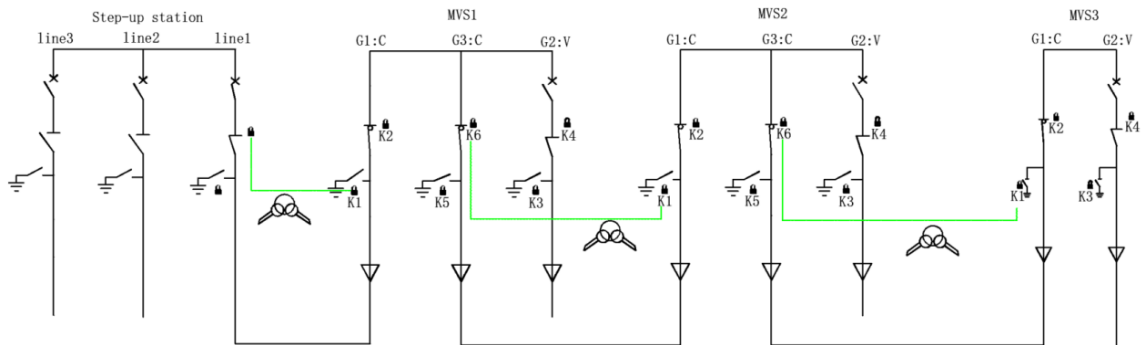 Step-up station
MVS1
MVS2
MVS3
line3
line2
line1
G1:C
G3:C
G2:V
G1:C
G3:C
G2:V
G1:C
G2:V
K2
K6
K4
K2
K6
K4
K2
K4
K1
K5
K3
K1
K5
K3
K1
K3